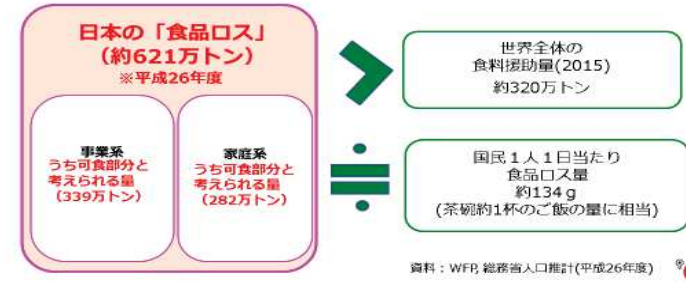 日本の「食品ロス」
(約621万トン)
※平成26年度
事業系
うち可食部分と
考えられる量
(339万トン)
家庭系
うち可食部分と
考えられる量
(282万トン)
世界全体の
食料援助量(2015)
約320万トン
国民1人1日当たり
食品ロス量
約134g
(茶碗約1杯のご飯の量に相当)
資料:WFP, 総務省人口推計(平成26年度)